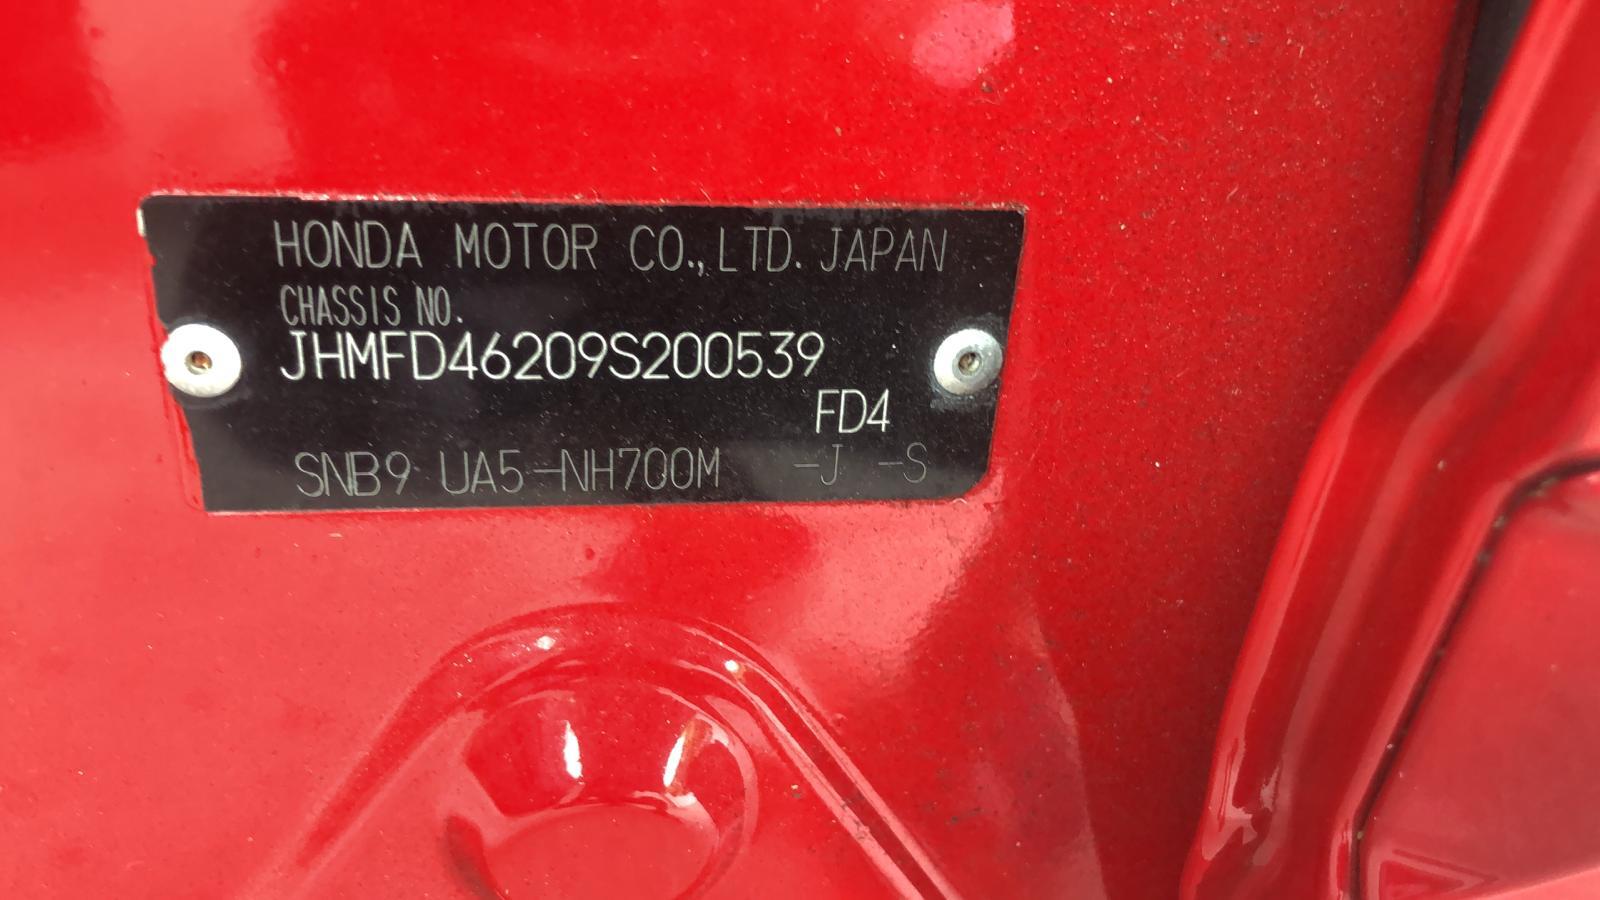 HONDA MOTOR CO., LTD. JAPAN
CHASSIS NO.
JHMFD46209S200539
FD4
SNB9 UA5-NH700M -J -S